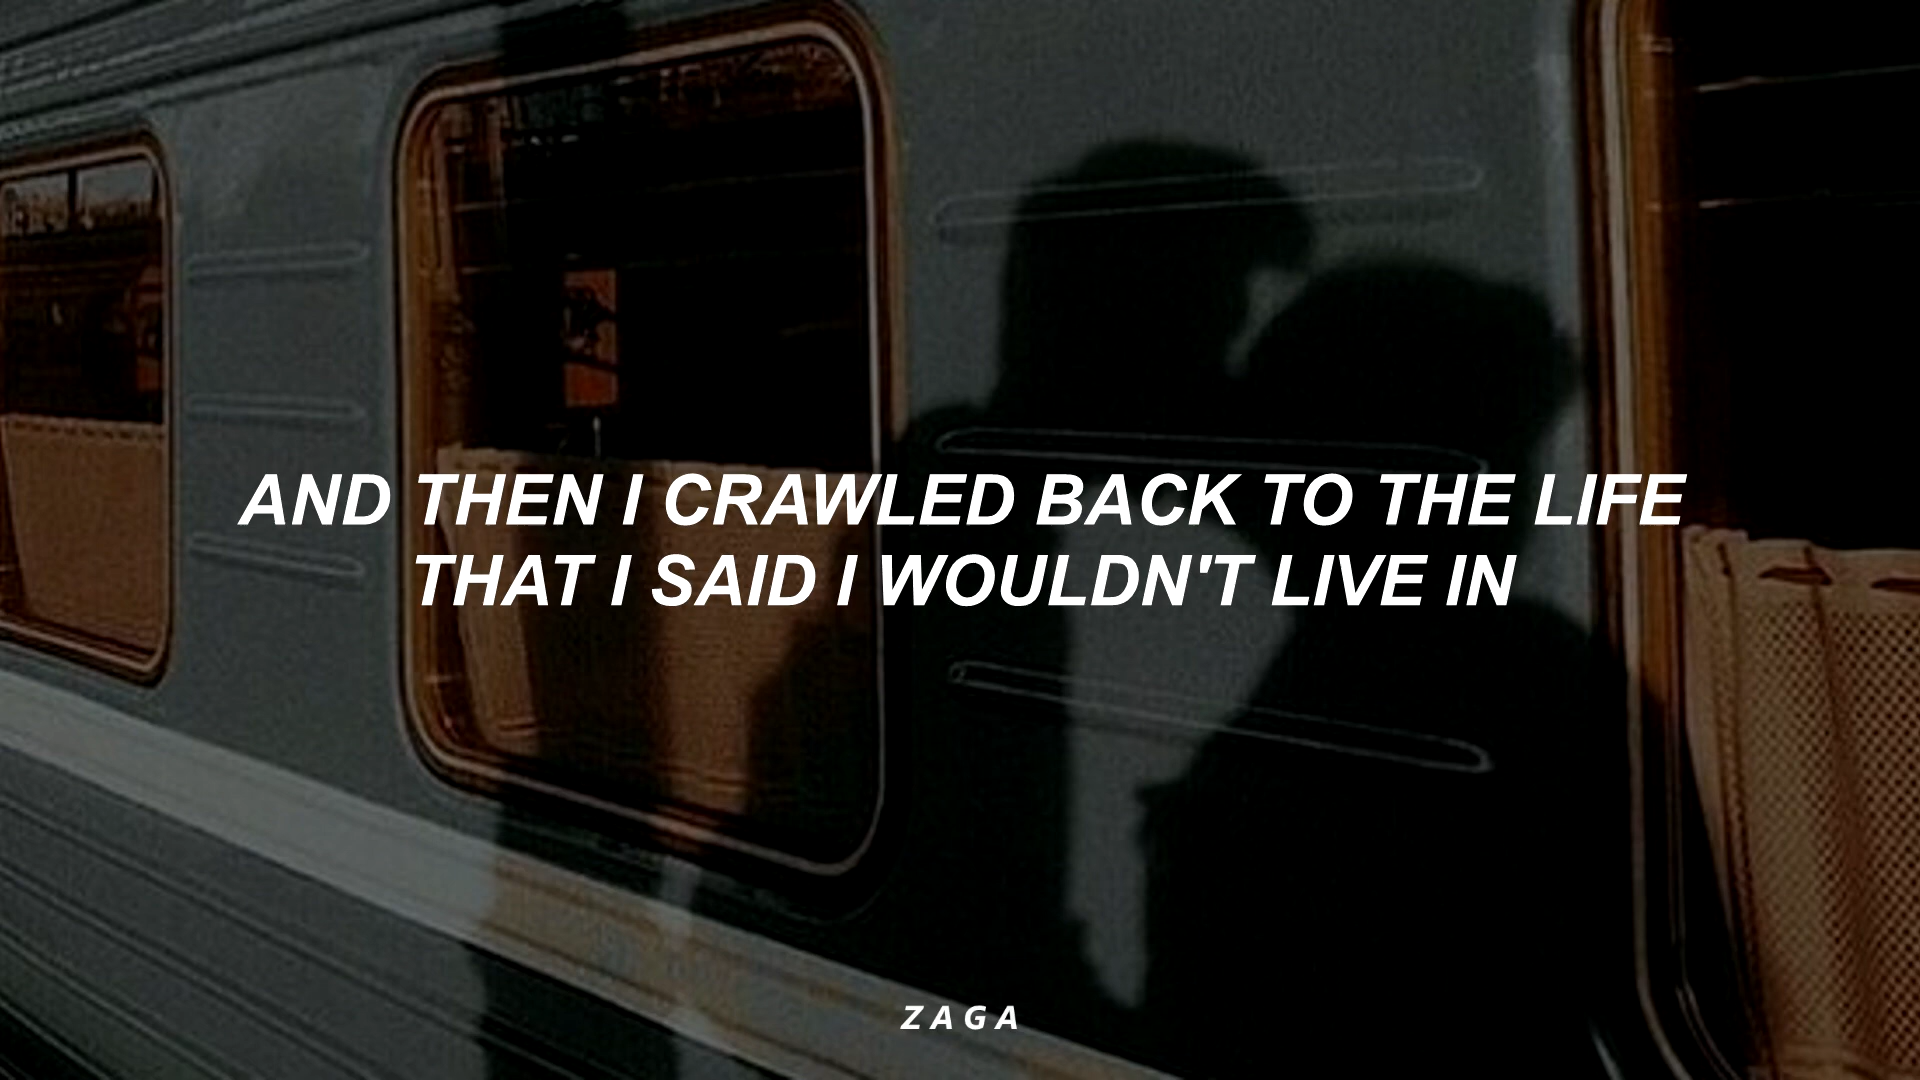 AND THEN I CRAWLED BACK TO THE LIFE
THAT I SAID I WOULDN'T LIVE IN
ZAGA